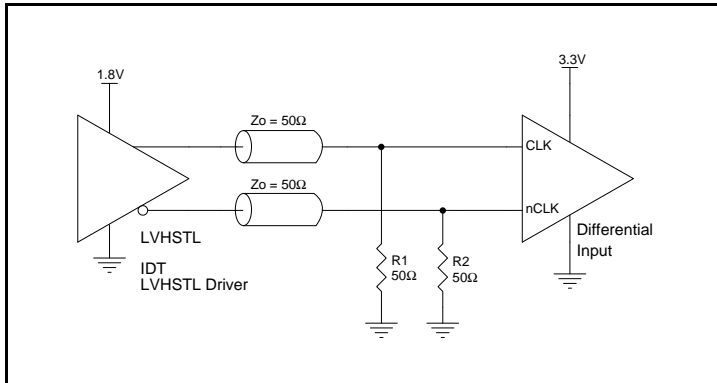 1.8V
3.3V
Zo = 50Ω
CLK
Zo = 50Ω
nCLK
LVHSTL
IDT
LVHSTL Driver
R1
50Ω
R2
50Ω
Differential
Input